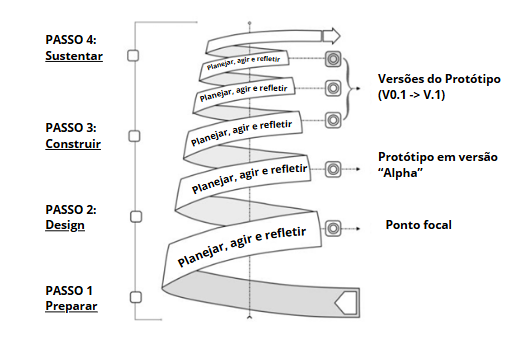 PASSO 4:
Sustentar
PASSO 3:
Construir
PASSO 2:
Design
PASSO 1
Preparar
Planejar, agir e refletir
Planejar, agir e refletir
Planejar, agir e refletir
Planejar, agir e refletir
Planejar, agir e refletir
Versões do Protótipo
(V0.1 -> V.1)
Protótipo em versão
“Alpha”
Ponto focal